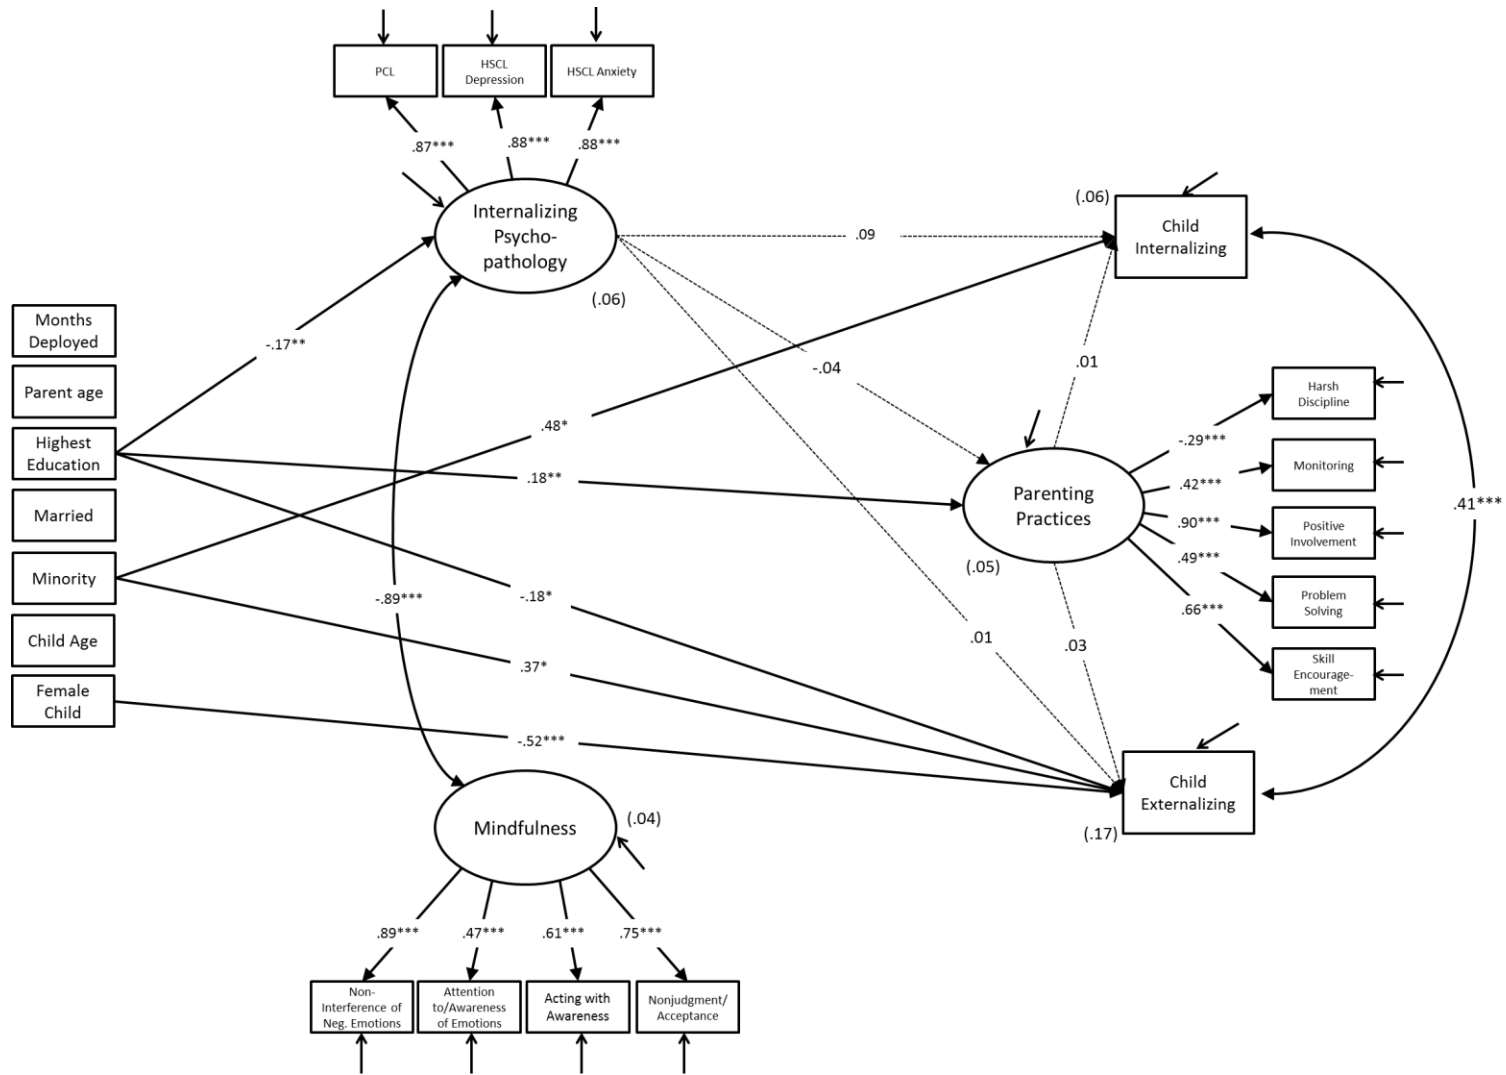 PCL
HSCL
Depression
HSCL Anxiety
.87***
.88***
.88***
Internalizing
Psycho-
pathology
(.06)
(.06)
Child
Internalizing
.09
Months
Deployed
Parent age
Highest
Education
Married
Minority
Child Age
Female
Child
-.17**
-.04
.01
.48*
.18**
Harsh
Discipline
Monitoring
Positive
Involvement
Problem
Solving
Skill
Encourage-
ment
-.29***
.42***
.90***
.49***
.66***
Parenting
Practices
(.05)
.41***
-.89***
-.18*
.37*
.01
.03
-.52***
Child
Externalizing
(.17)
Mindfulness
(.04)
.89***
.47***
.61***
.75***
Non-
Interference of
Neg. Emotions
Attention
to/Awareness
of Emotions
Acting with
Awareness
Nonjudgment/
Acceptance